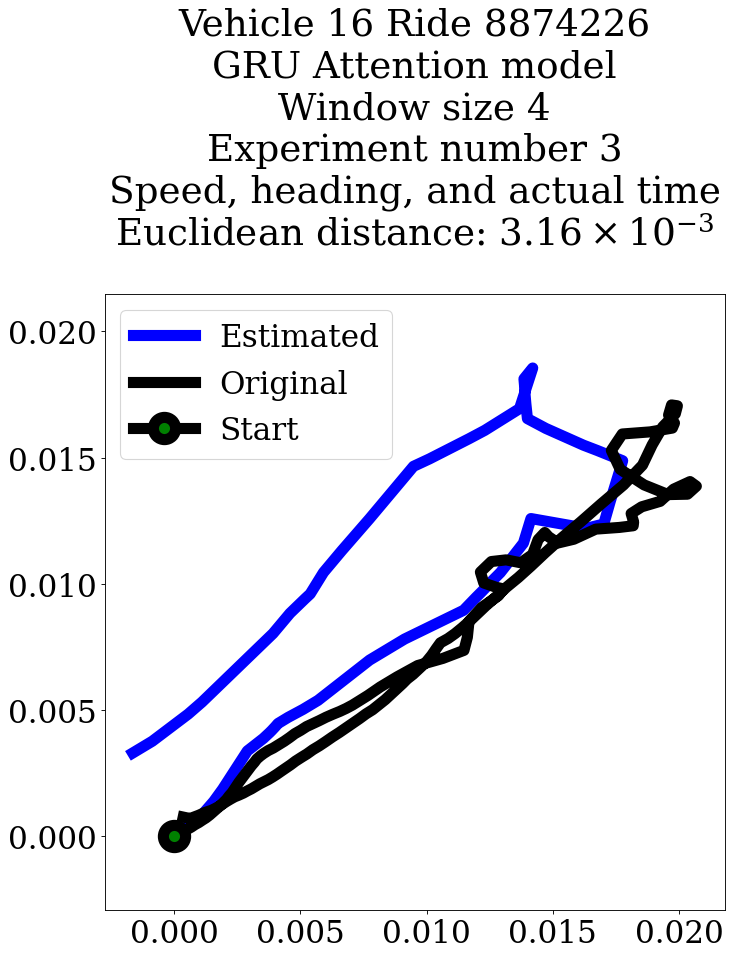 Vehicle 16 Ride 8874226
GRU Attention model
Window size 4
Experiment number 3
Speed, heading, and actual time
Euclidean distance: 3.16 × 10⁻³
Estimated
Original
Start
0.020
0.015
0.010
0.005
0.000
0.000 0.005 0.010 0.015 0.020